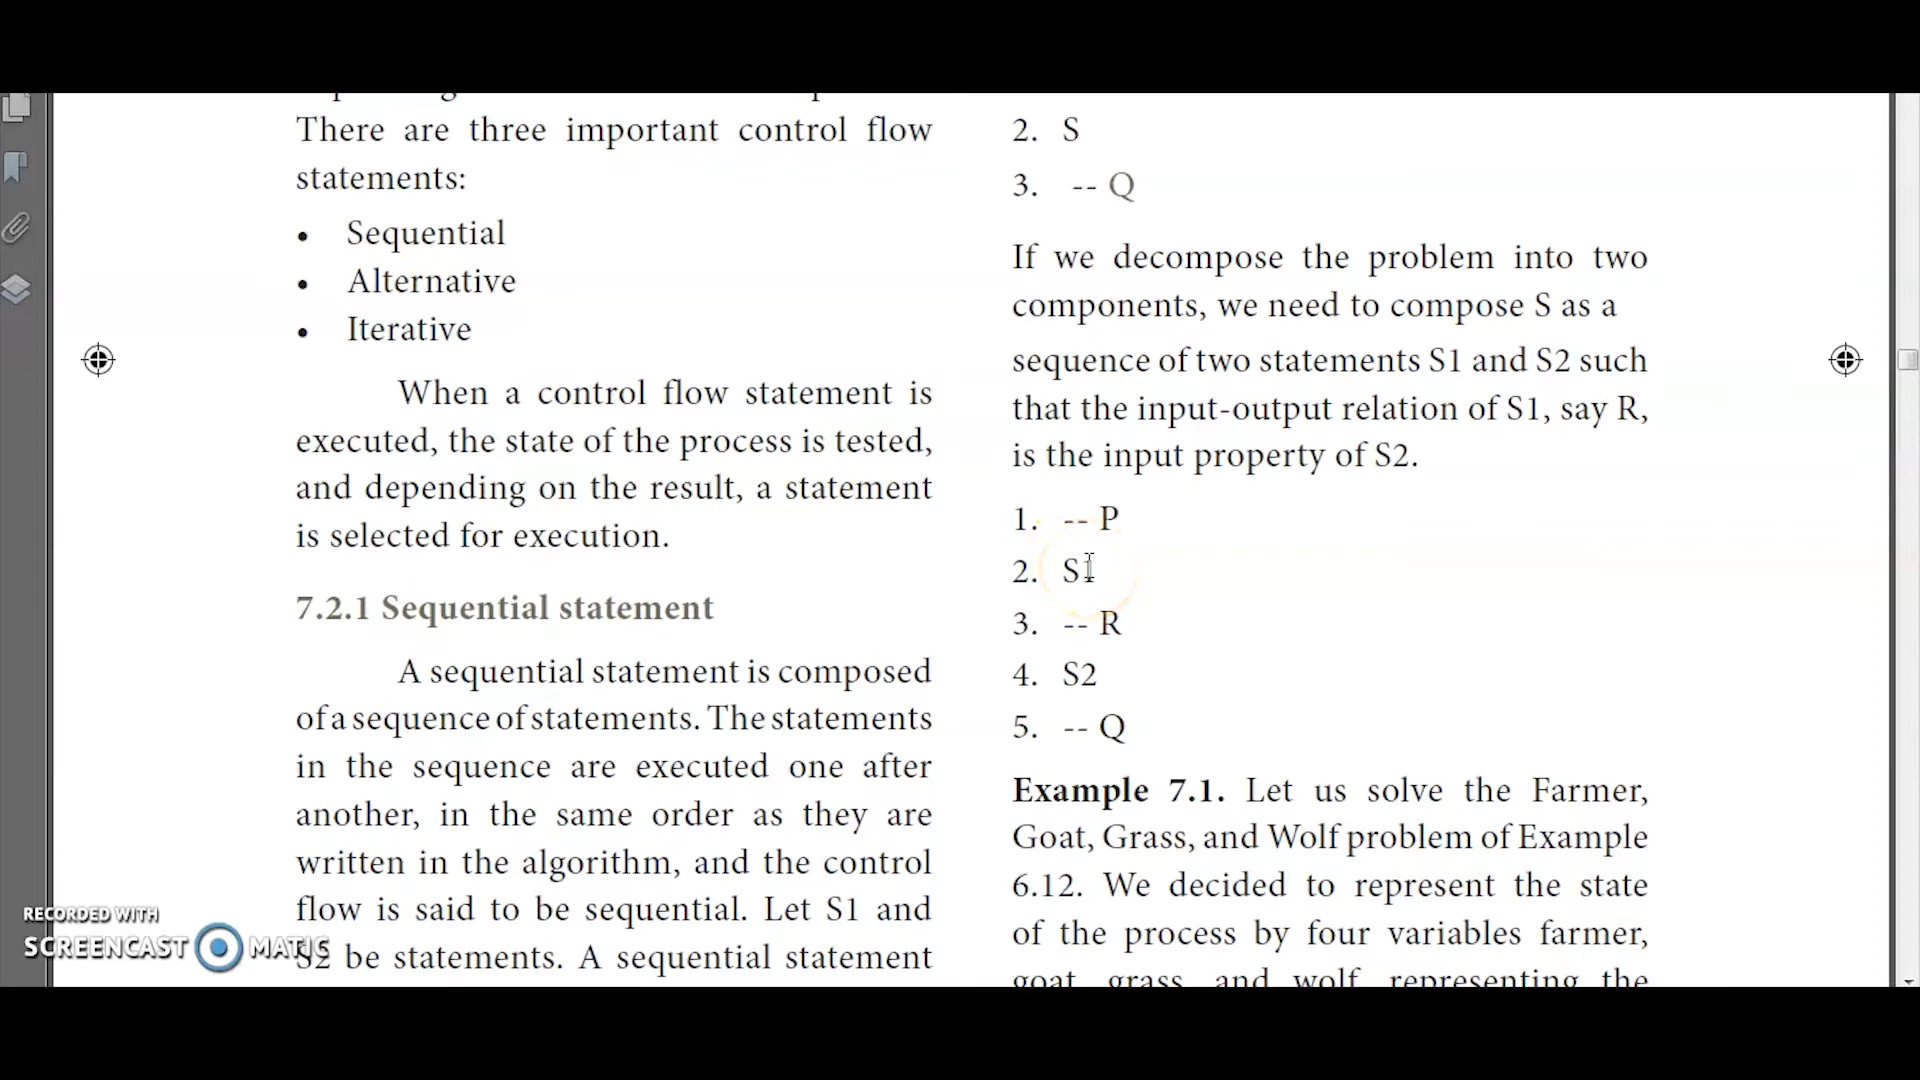 There are three important control flow
statements:
• Sequential
• Alternative
• Iterative
When a control flow statement is
executed, the state of the process is tested,
and depending on the result, a statement
is selected for execution.
7.2.1 Sequential statement
A sequential statement is composed
of a sequence of statements. The statements
in the sequence are executed one after
another, in the same order as they are
written in the algorithm, and the control
flow is said to be sequential. Let S1 and
S2 be statements. A sequential statement
2. S
3. -- Q
If we decompose the problem into two
components, we need to compose S as a
sequence of two statements S1 and S2 such
that the input-output relation of S1, say R,
is the input property of S2.
1. -- P
2. S1
3. -- R
4. S2
5. -- Q
Example 7.1. Let us solve the Farmer,
Goat, Grass, and Wolf problem of Example
6.12. We decided to represent the state
of the process by four variables farmer,
goat, grass, and wolf, representing the
RECORDED WITH
SCREENCAST MATIC